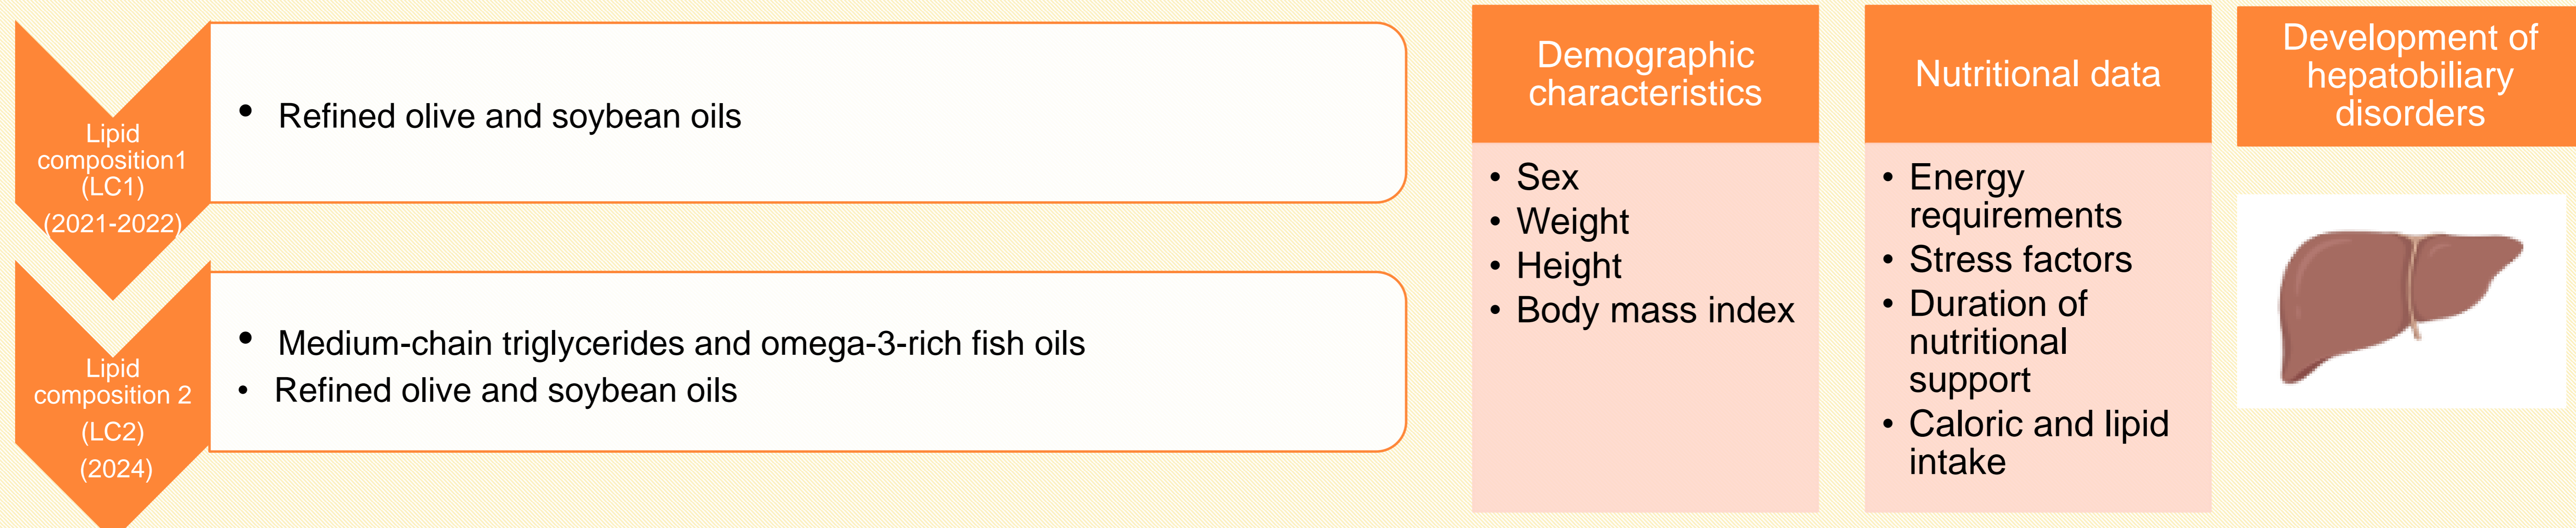 Lipid
composition1
(LC1)
(2021-2022)
• Refined olive and soybean oils
Lipid
composition 2
(LC2)
(2024)
• Medium-chain triglycerides and omega-3-rich fish oils
• Refined olive and soybean oils
Demographic
characteristics
• Sex
• Weight
• Height
• Body mass index
Nutritional data
• Energy
requirements
• Stress factors
• Duration of
nutritional
support
• Caloric and lipid
intake
Development of
hepatobiliary
disorders